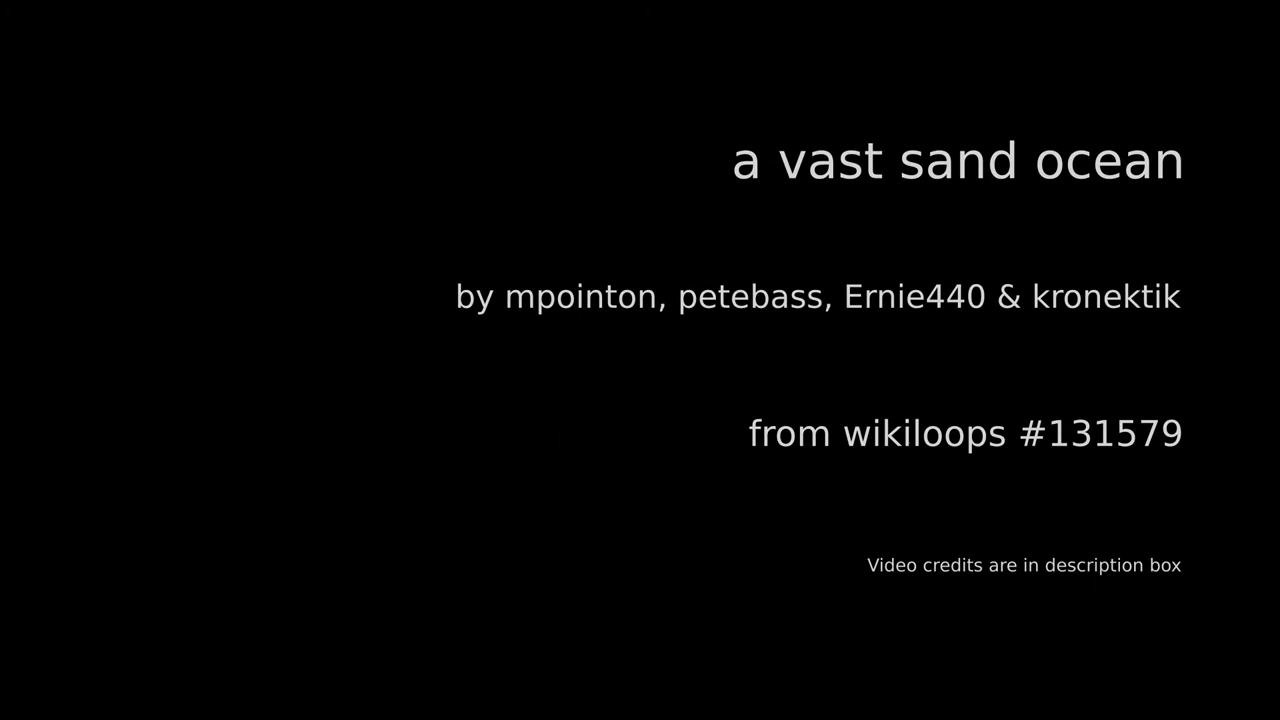 a vast sand ocean
by mpointon, petebass, Ernie440 & kronektik
from wikiloops #131579
Video credits are in description box